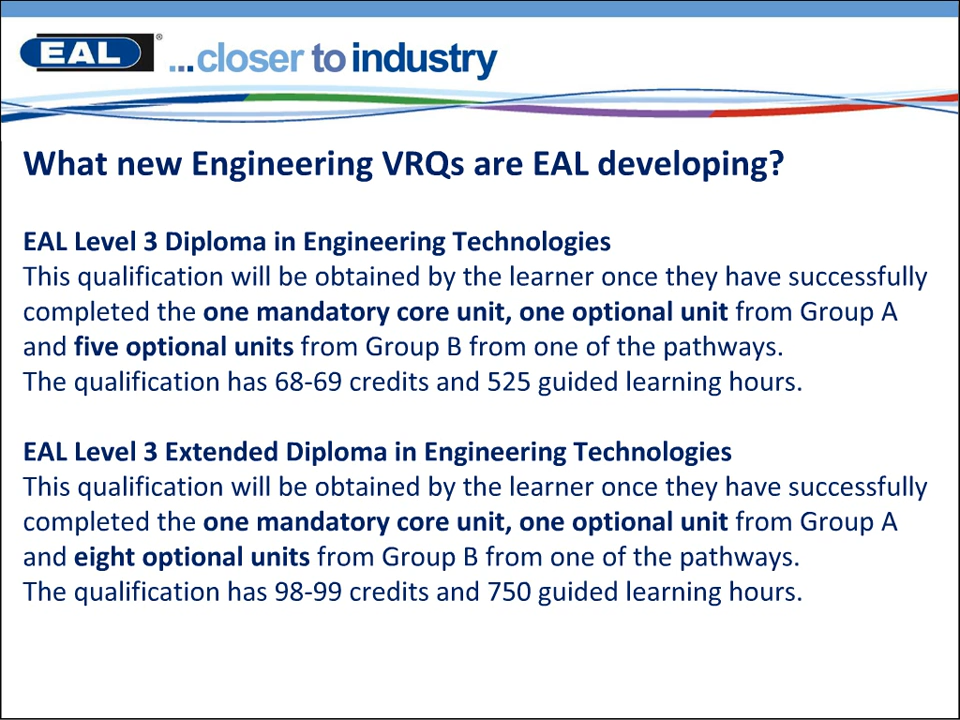 EAL® ...closer to industry
What new Engineering VRQs are EAL developing?
EAL Level 3 Diploma in Engineering Technologies
This qualification will be obtained by the learner once they have successfully
completed the one mandatory core unit, one optional unit from Group A
and five optional units from Group B from one of the pathways.
The qualification has 68-69 credits and 525 guided learning hours.
EAL Level 3 Extended Diploma in Engineering Technologies
This qualification will be obtained by the learner once they have successfully
completed the one mandatory core unit, one optional unit from Group A
and eight optional units from Group B from one of the pathways.
The qualification has 98-99 credits and 750 guided learning hours.